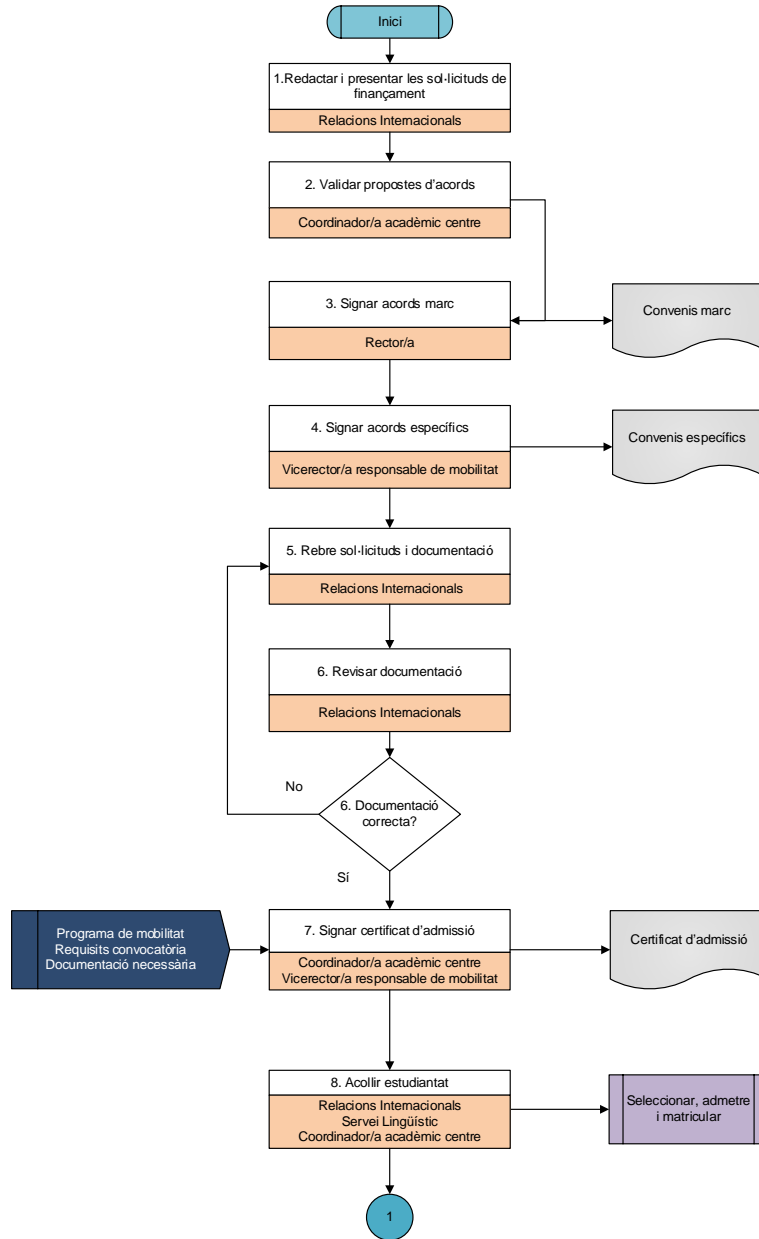 Inici
1.Redactar i presentar les sol·licituds de
finançament
Relacions Internacionals
2. Validar propostes d'acords
Coordinador/a acadèmic centre
3. Signar acords marc
Rector/a
Convenis marc
4. Signar acords específics
Vicerector/a responsable de mobilitat
Convenis específics
5. Rebre sol·licituds i documentació
Relacions Internacionals
6. Revisar documentació
Relacions Internacionals
No
6. Documentació
correcta?
Sí
Programa de mobilitat
Requisits convocatòria
Documentació necessària
7. Signar certificat d'admissió
Coordinador/a acadèmic centre
Vicerector/a responsable de mobilitat
Certificat d'admissió
8. Acollir estudiantat
Relacions Internacionals
Servei Lingüístic
Coordinador/a acadèmic centre
Seleccionar, admetre
i matricular
1